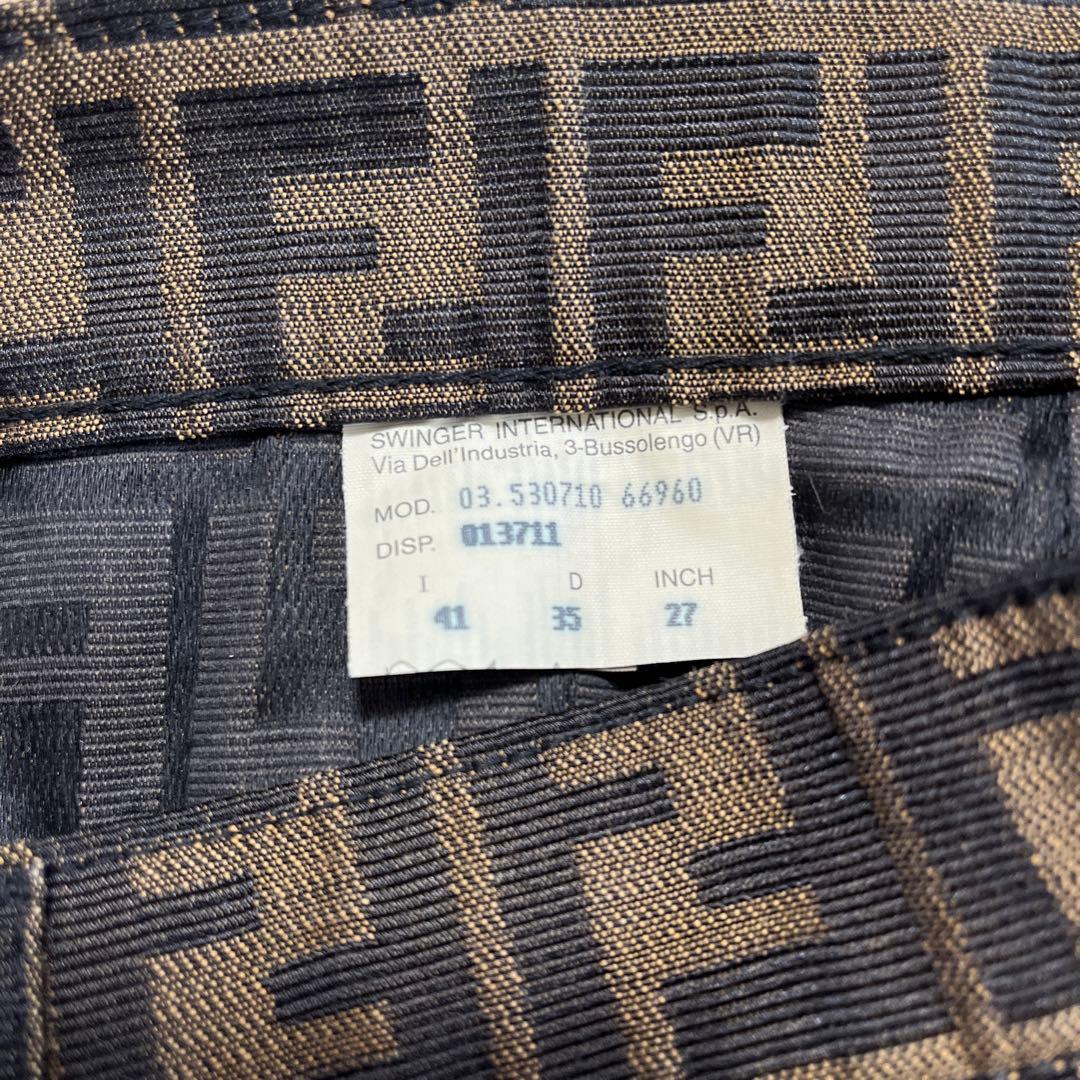 SWINGER INTERNATIONAL S.p.A.
Via Dell'Industria, 3-Bussolengo (VR)
MOD. 03.530710 66960
DISP. 013711
I D INCH
41 35 27